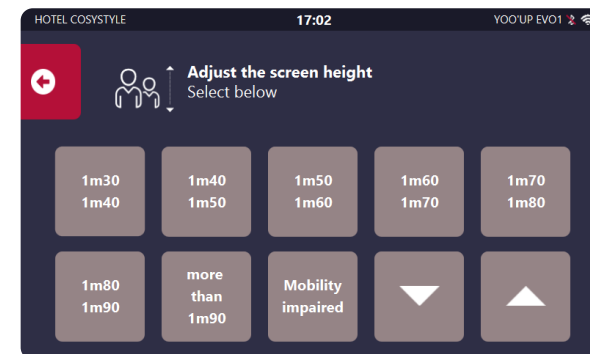 HOTEL COSYSTYLE 17:02 YOO'UP EVO1
Adjust the screen height
Select below
1m30 1m40 1m50 1m60 1m70
1m40 1m50 1m60 1m70 1m80
1m80
1m90
more
than
1m90
Mobility
impaired